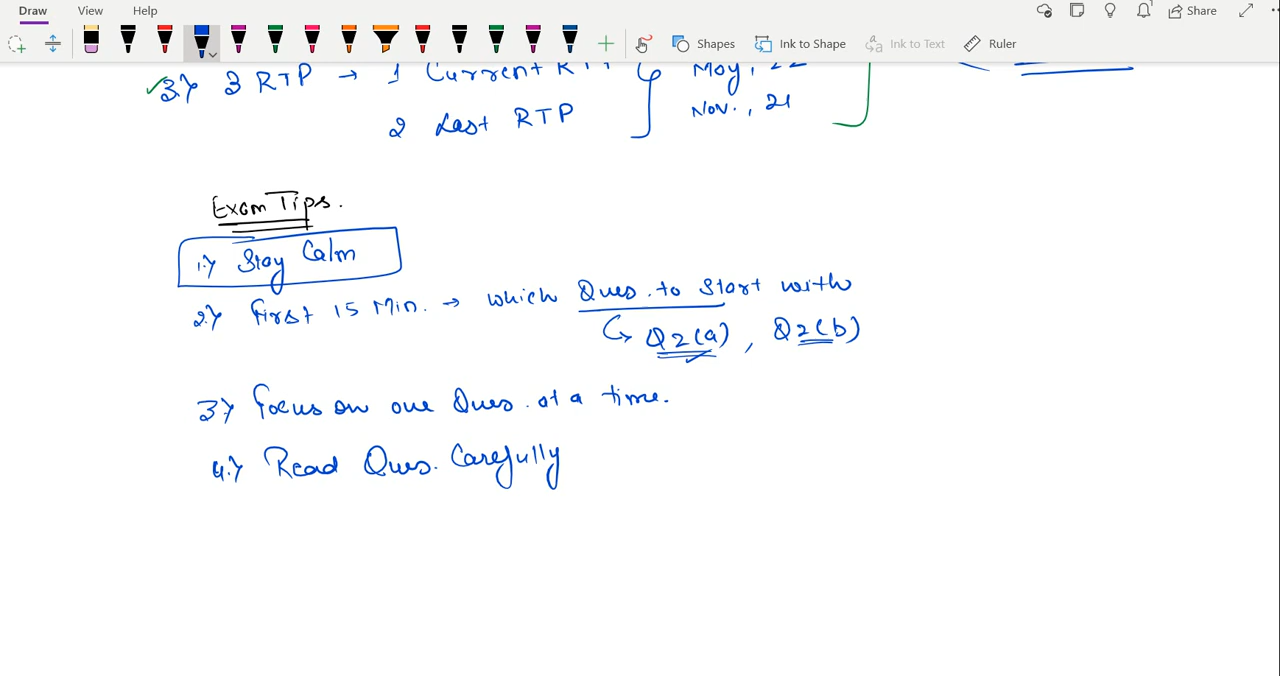 Draw View Help Share
Shapes Ink to Shape Ink to Text Ruler
3.) 3 RTP → 1 Current RTP May, 22
2 Last RTP Nov., 21
Exam Tips.
1.) Stay Calm
2.) First 15 Min. → which Ques. to start with
↳ Q2(a), Q2(b)
3.) Focus on one Ques. at a time.
4.) Read Ques. Carefully